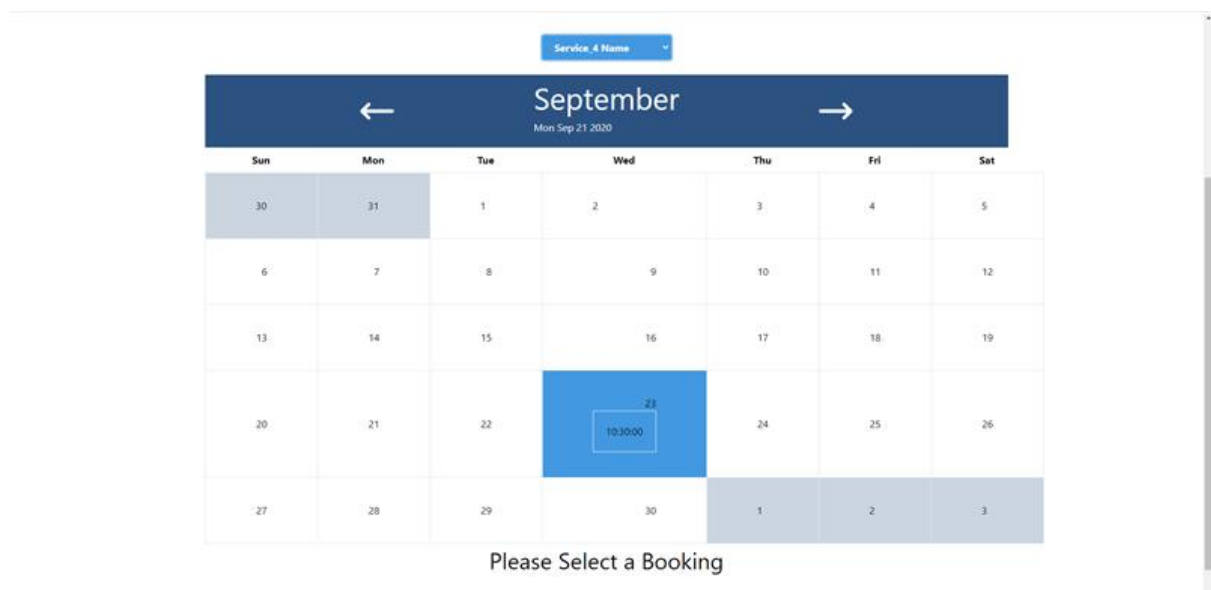 Service_4 Name
September
Mon Sep 21 2020
Sun Mon Tue Wed Thu Fri Sat
30 31 1 2 3 4 5
6 7 8 9 10 11 12
13 14 15 16 17 18 19
23
20 21 22 24 25 26
10:30:00
27 28 29 30 1 2 3
Please Select a Booking